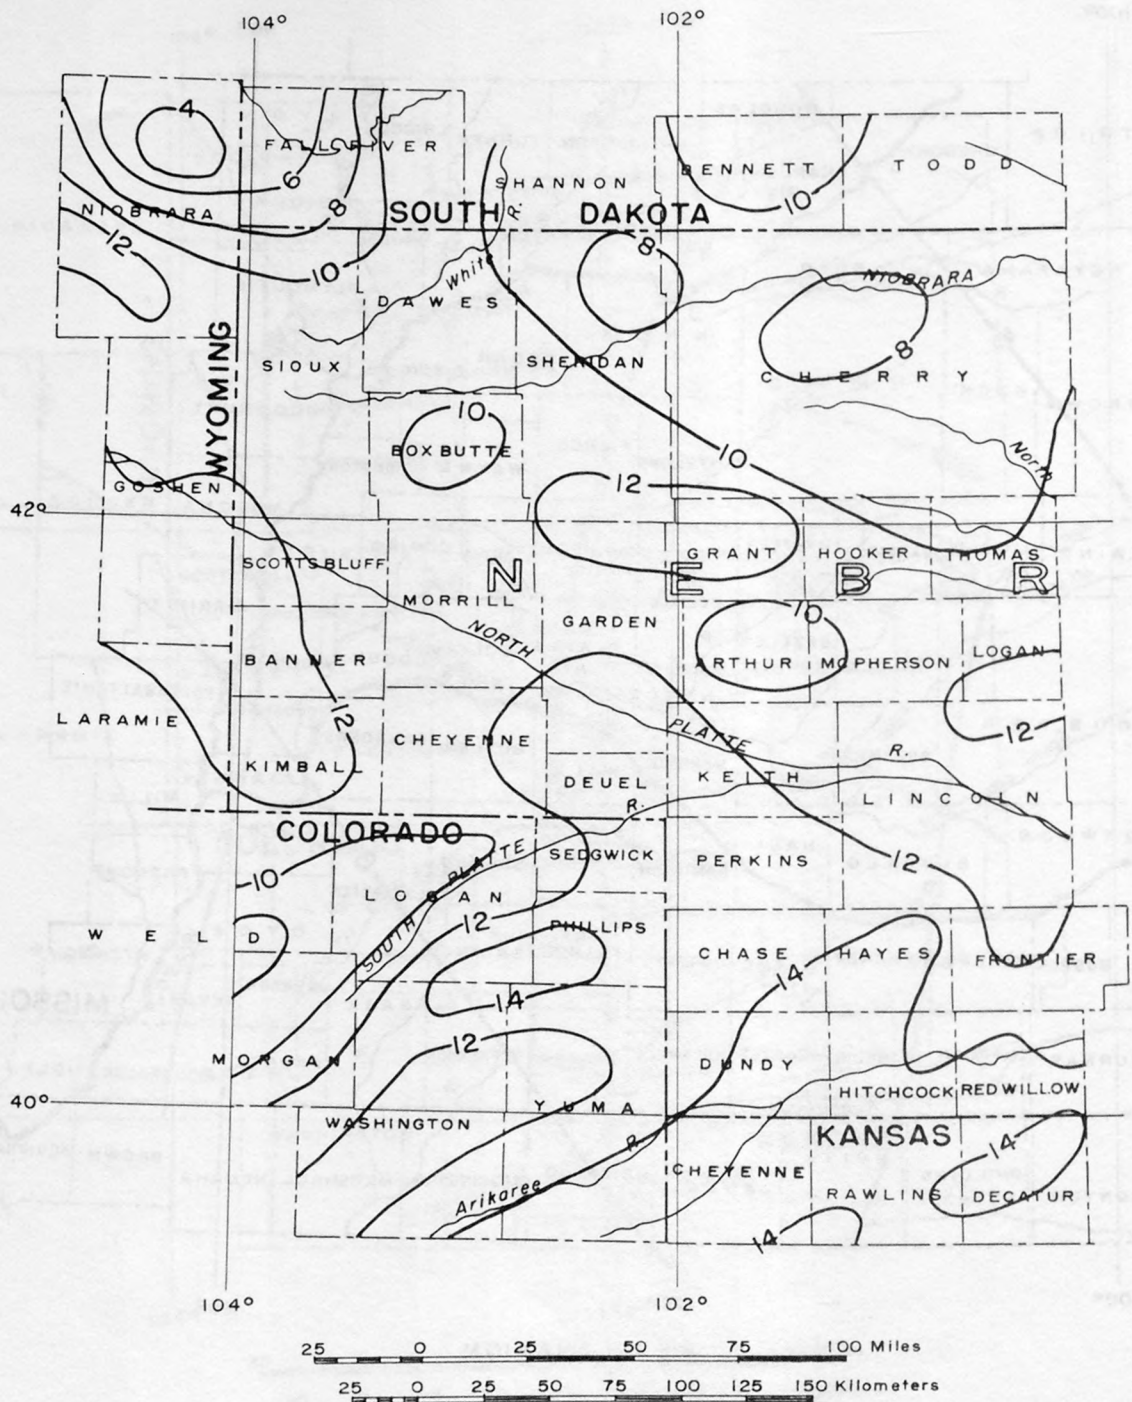 104°
102°
4
FALL RIVER
6
SHANNON
BENNETT
TODD
10
8
NIOBRARA
SOUTH DAKOTA
R.
12
10
8
White
NIOBRARA
DAWES
WYOMING
SIOUX
SHERIDAN
8
CHERRY
10
BOX BUTTE
10
North
GOSHEN
12
42°
SCOTTSBLUFF
GRANT
HOOKER
THOMAS
N E B R
MORRILL
10
GARDEN
NORTH
BANNER
ARTHUR
MCPHERSON
LOGAN
12
LARAMIE
CHEYENNE
PLATTE
R.
12
KIMBALL
DEUEL
KEITH
R.
LINCOLN
COLORADO
PLATTE
SEDGWICK
PERKINS
12
10
LOGAN
12
PHILLIPS
WELD
SOUTH
CHASE
HAYES
FRONTIER
14
14
12
MORGAN
DUNDY
HITCHCOCK
RED WILLOW
40°
YUMA
WASHINGTON
KANSAS
R.
14
CHEYENNE
Arikaree
RAWLINS
DECATUR
14
104°
102°
25 0 25 50 75 100 Miles
25 0 25 50 75 100 125 150 Kilometers